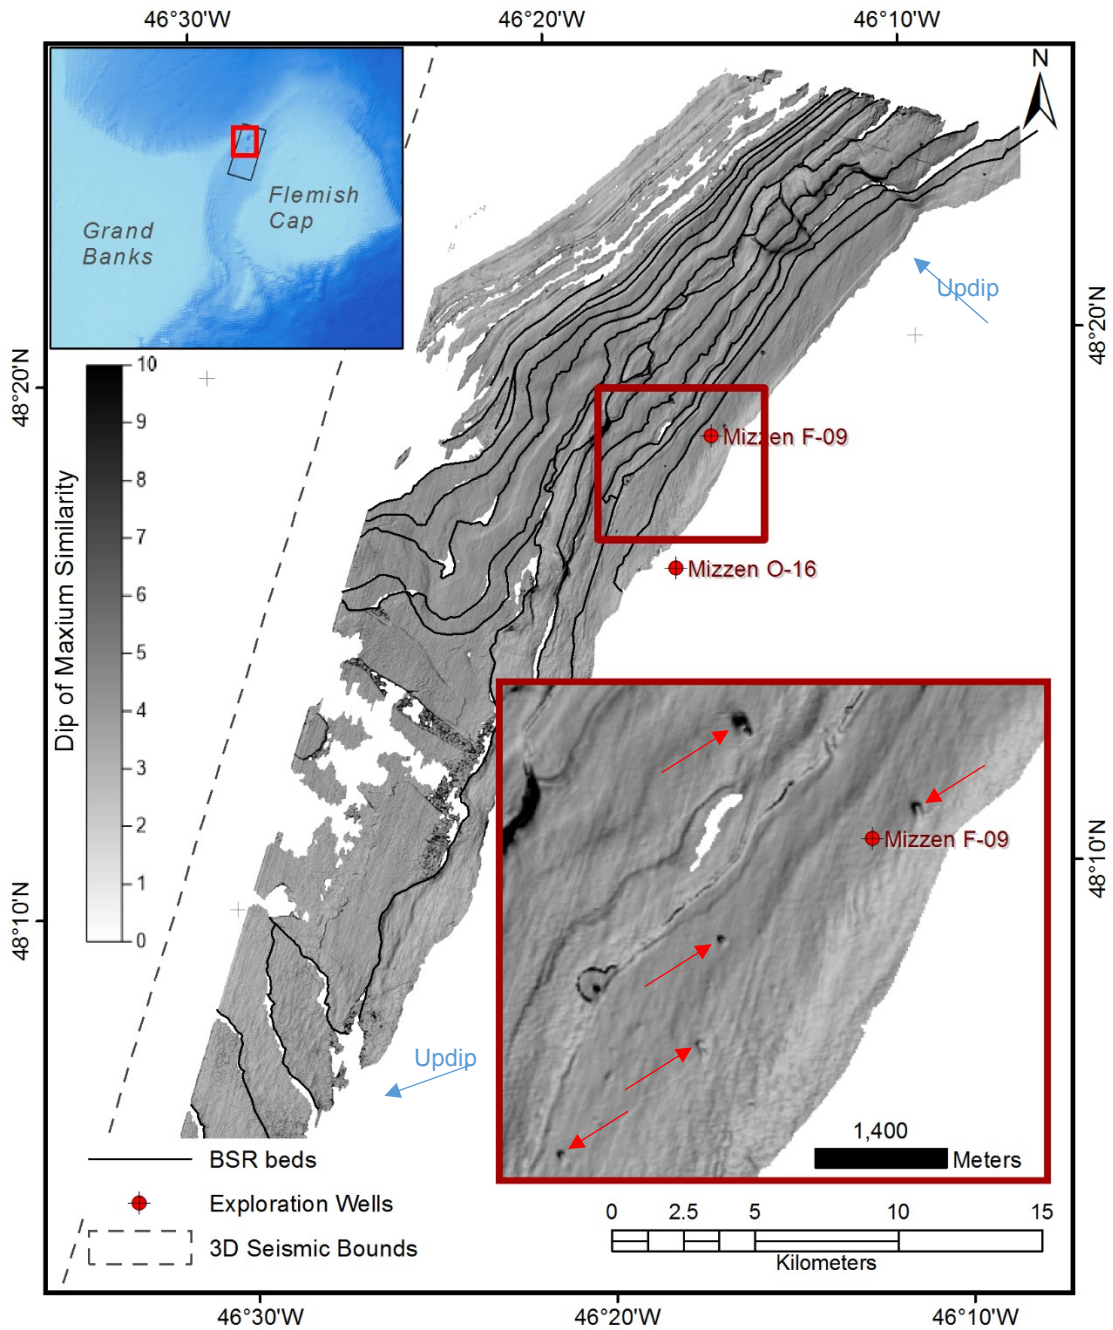 46°30'W
46°20'W
46°10'W
N
Grand
Banks
Flemish
Cap
Updip
48°20'N
48°20'N
10
9
8
7
6
5
4
3
2
1
0
Dip of Maxium Similarity
Mizzen F-09
Mizzen O-16
Mizzen F-09
48°10'N
48°10'N
Updip
1,400
Meters
BSR beds
Exploration Wells
3D Seismic Bounds
0 2.5 5 10 15
Kilometers
46°30'W
46°20'W
46°10'W